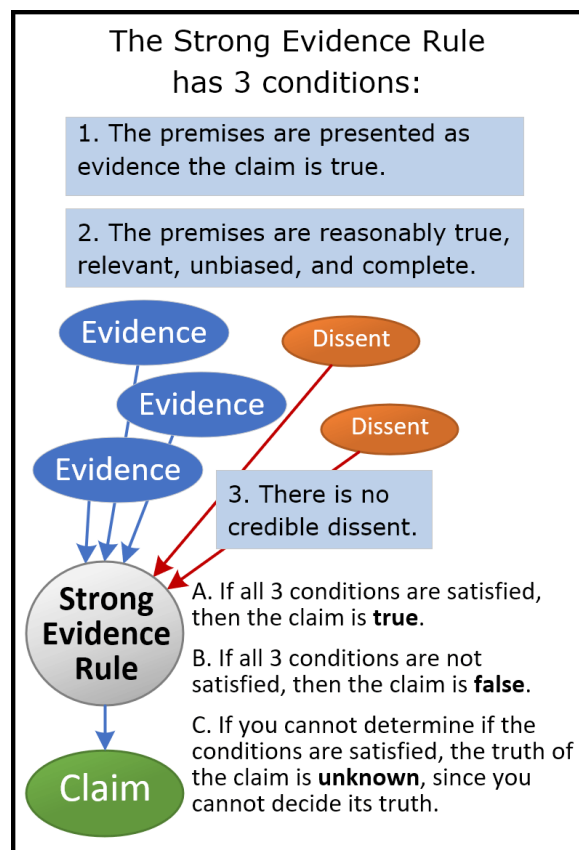 The Strong Evidence Rule
has 3 conditions:
1. The premises are presented as
evidence the claim is true.
2. The premises are reasonably true,
relevant, unbiased, and complete.
Evidence
Dissent
Evidence
Dissent
Evidence
3. There is no
credible dissent.
Strong
Evidence
Rule
A. If all 3 conditions are satisfied,
then the claim is true.
B. If all 3 conditions are not
satisfied, then the claim is false.
C. If you cannot determine if the
conditions are satisfied, the truth of
the claim is unknown, since you
cannot decide its truth.
Claim